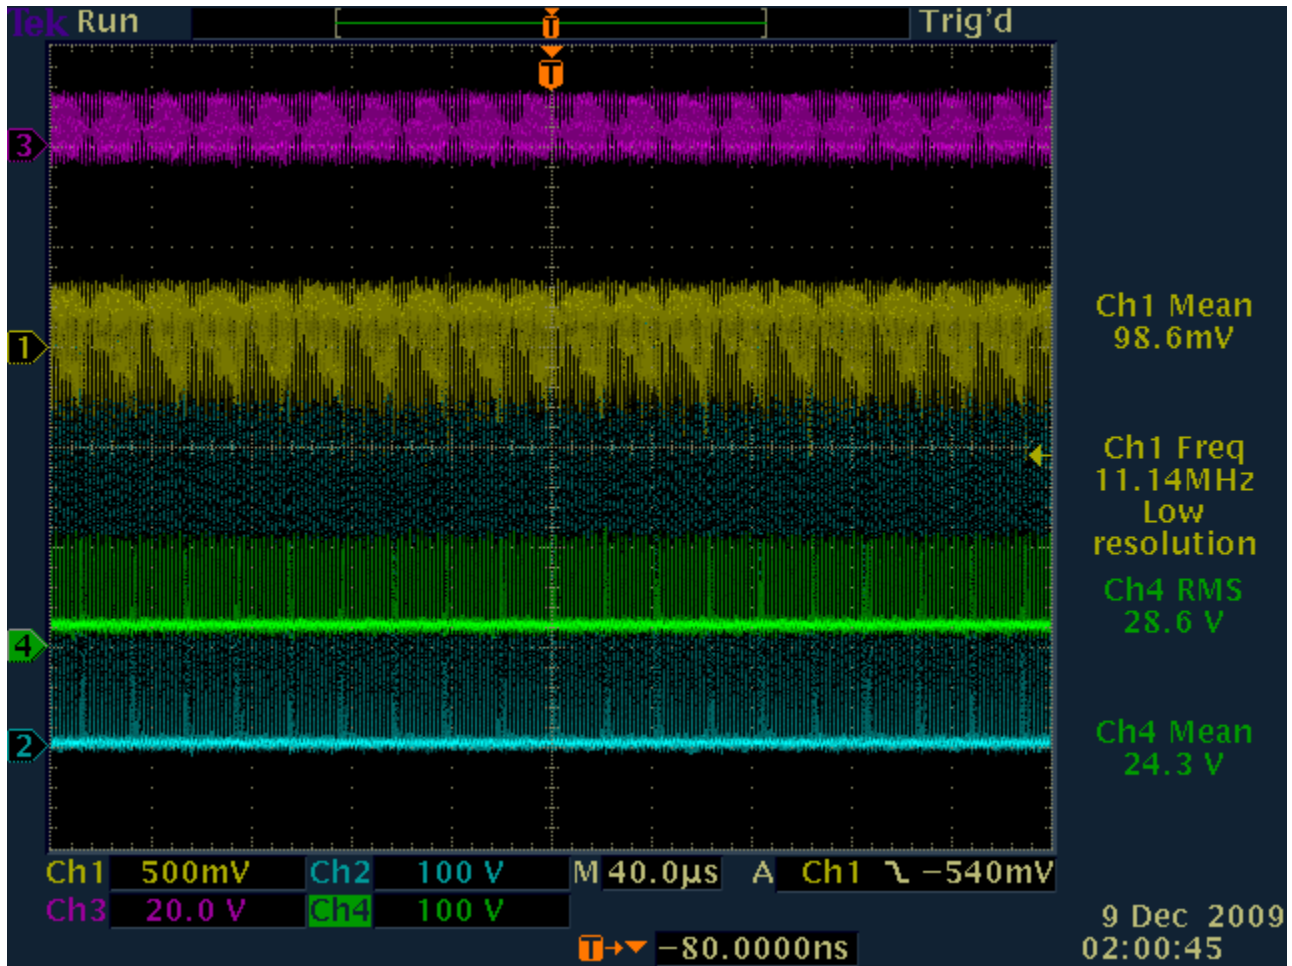 Tek Run Trig'd
T
T
3
1
4
2
Ch1 Mean
98.6mV
Ch1 Freq
11.14MHz
Low
resolution
Ch4 RMS
28.6 V
Ch4 Mean
24.3 V
Ch1 500mV Ch2 100 V M 40.0µs A Ch1 -540mV
Ch3 20.0 V Ch4 100 V
T -80.0000ns
9 Dec 2009
02:00:45